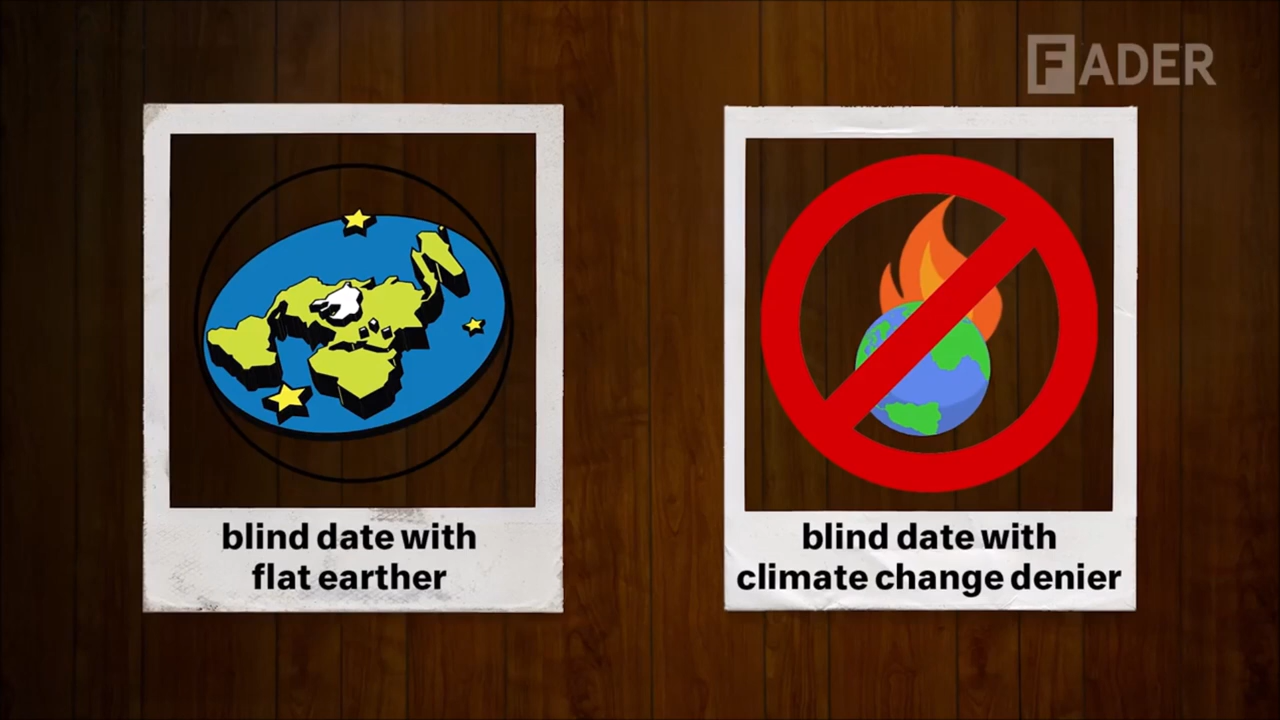 FADER
blind date with
flat earther
blind date with
climate change denier